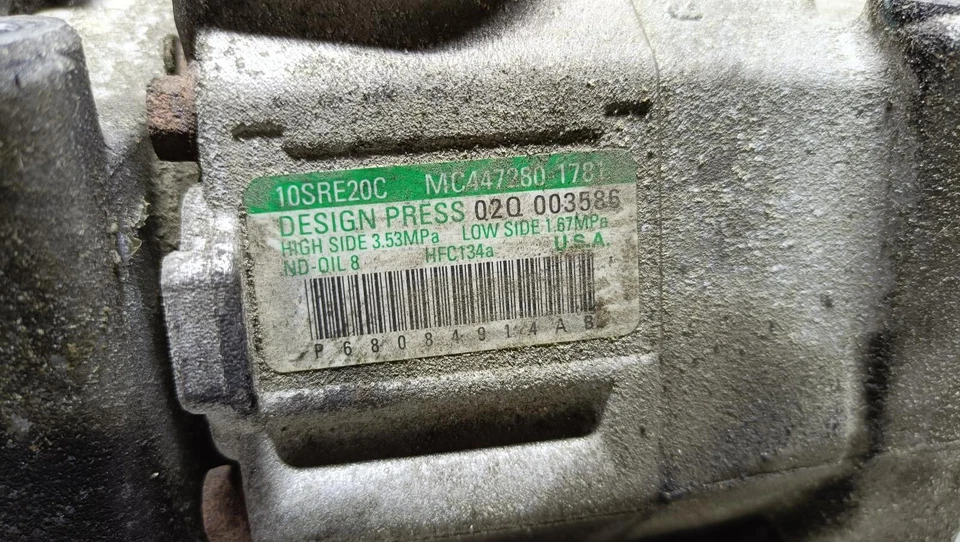 10SRE20C MC447280-1781
DESIGN PRESS 02Q 003586
HIGH SIDE 3.53MPa LOW SIDE 1.67MPa
ND-OIL 8 HFC134a U.S.A.
P68084914AB